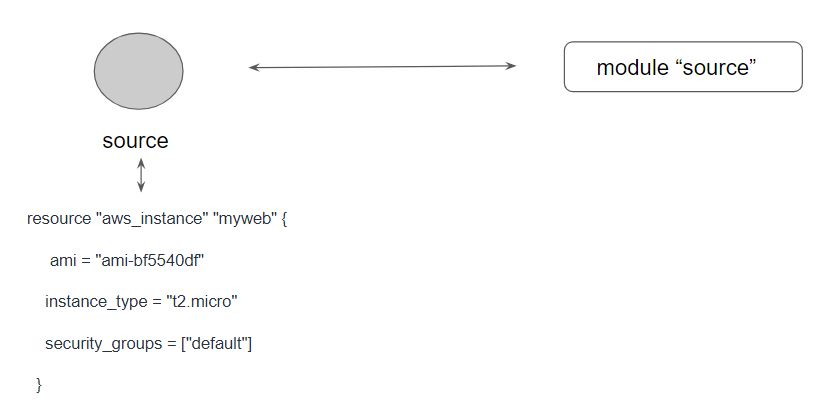 module “source”
source
resource "aws_instance" "myweb" {
ami = "ami-bf5540df"
instance_type = "t2.micro"
security_groups = ["default"]
}